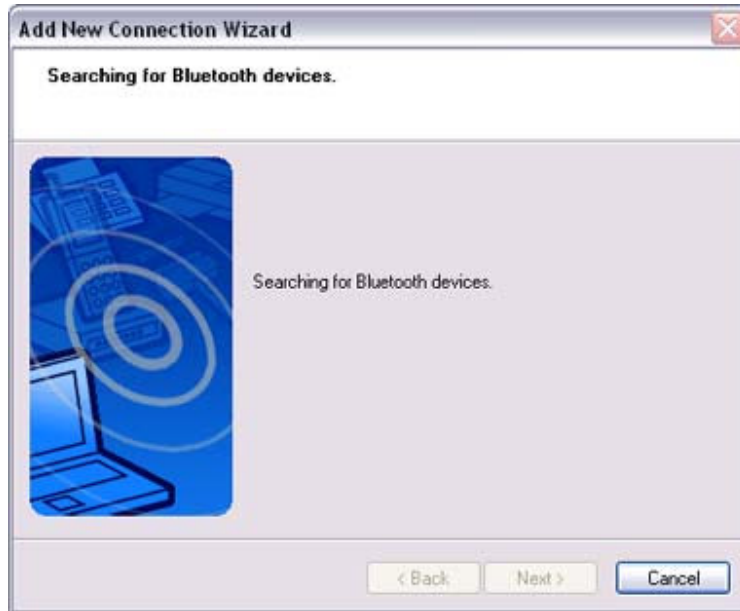 Add New Connection Wizard
Searching for Bluetooth devices.
Searching for Bluetooth devices.
< Back
Next >
Cancel